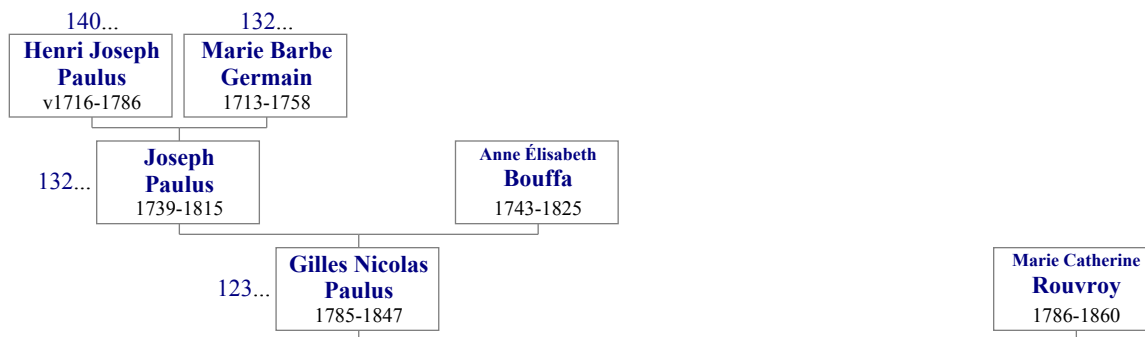 140...
132...
Henri Joseph
Paulus
v1716-1786
Marie Barbe
Germain
1713-1758
132...
Joseph
Paulus
1739-1815
Anne Élisabeth
Bouffa
1743-1825
123...
Gilles Nicolas
Paulus
1785-1847
Marie Catherine
Rouvroy
1786-1860